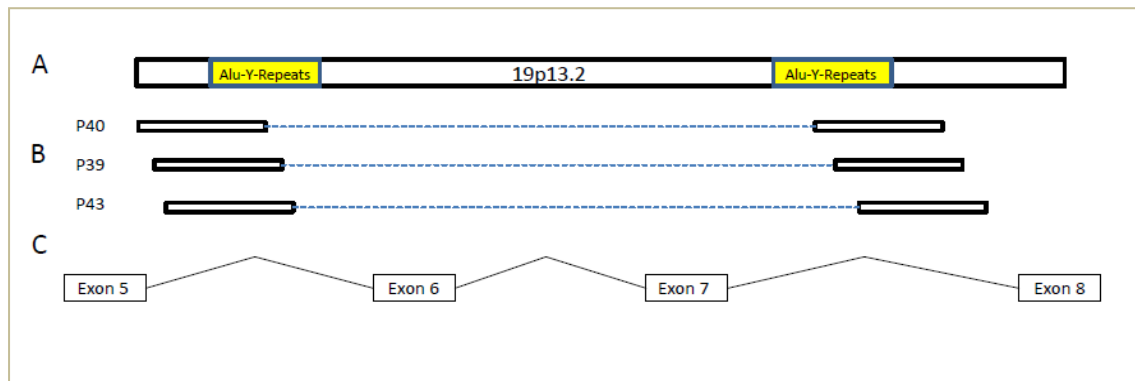 A
Alu-Y-Repeats 19p13.2 Alu-Y-Repeats
P40
B
P39
P43
C
Exon 5 Exon 6 Exon 7 Exon 8